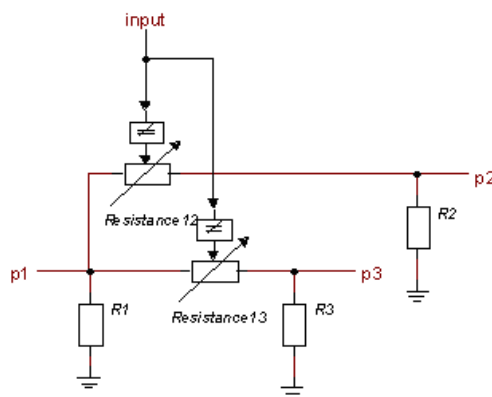 input
p2
Resistance12
R2
p1
p3
R1
Resistance13
R3